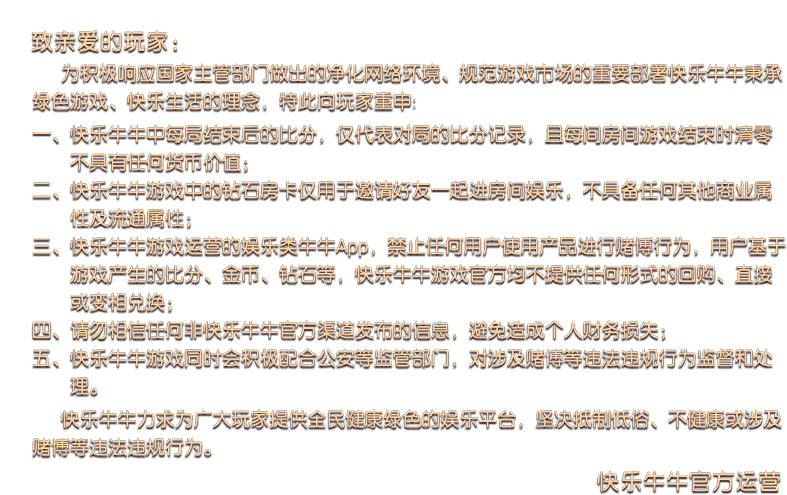 致亲爱的玩家：
为积极响应国家主管部门做出的净化网络环境、规范游戏市场的重要部署快乐牛牛秉承
绿色游戏、快乐生活的理念，特此向玩家重申:
一、快乐牛牛中每局结束后的比分，仅代表对局的比分记录，且每间房间游戏结束时清零
不具有任何货币价值；
二、快乐牛牛游戏中的钻石房卡仅用于邀请好友一起进房间娱乐，不具备任何其他商业属
性及流通属性；
三、快乐牛牛游戏运营的娱乐类牛牛App，禁止任何用户使用产品进行赌博行为，用户基于
游戏产生的比分、金币、钻石等，快乐牛牛游戏官方均不提供任何形式的回购、直接
或变相兑换；
四、请勿相信任何非快乐牛牛官方渠道发布的信息，避免造成个人财务损失；
五、快乐牛牛游戏同时会积极配合公安等监管部门，对涉及赌博等违法违规行为监督和处
理。
快乐牛牛力求为广大玩家提供全民健康绿色的娱乐平台，坚决抵制低俗、不健康或涉及
赌博等违法违规行为。
快乐牛牛官方运营